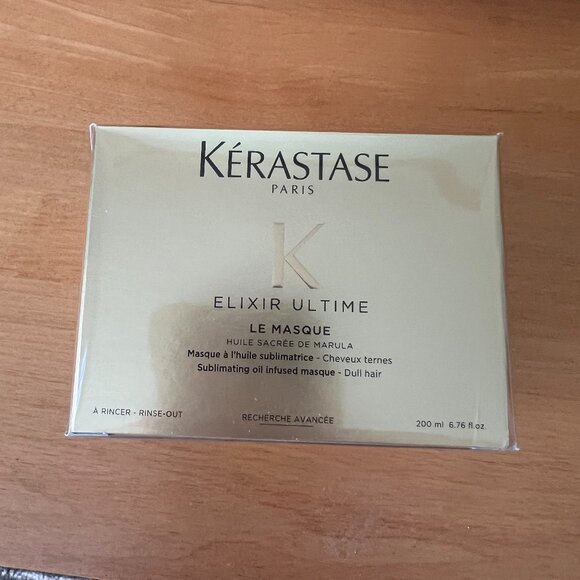 KÉRASTASE
PARIS
K
ELIXIR ULTIME
LE MASQUE
HUILE SACRÉE DE MARULA
Masque à l'huile sublimatrice - Cheveux ternes
Sublimating oil infused masque - Dull hair
À RINCER - RINSE-OUT
RECHERCHE AVANCÉE
200 ml 6.76 fl.oz.